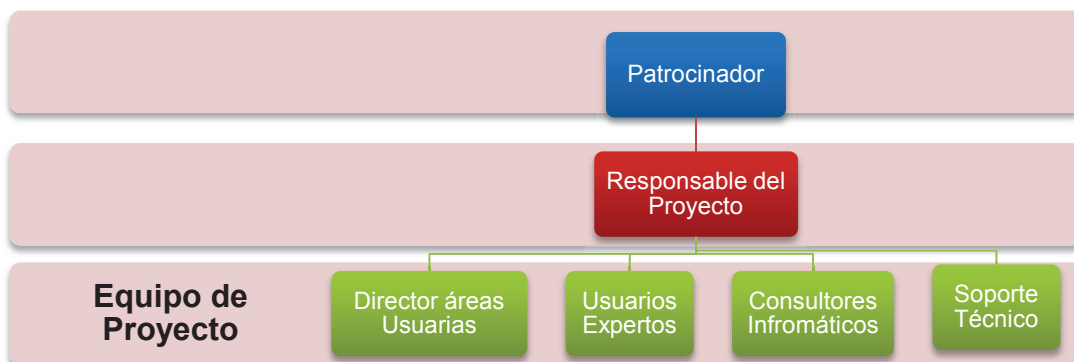 Patrocinador
Responsable del
Proyecto
Equipo de
Proyecto
Director áreas
Usuarias
Usuarios
Expertos
Consultores
Infromáticos
Soporte
Técnico